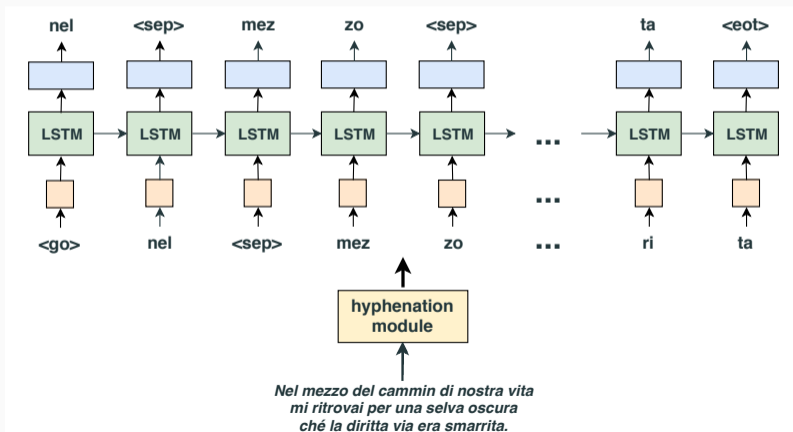 nel <sep> mez zo <sep> ta <eot>
LSTM LSTM LSTM LSTM LSTM ... LSTM LSTM
...
<go> nel <sep> mez zo ... ri ta
hyphenation
module
Nel mezzo del cammin di nostra vita
mi ritrovai per una selva oscura
ché la diritta via era smarrita.